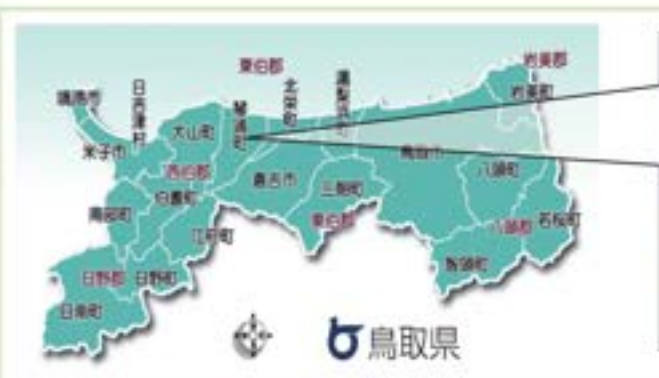 東伯郡
岩美郡
岩美町
境港市
日吉津村
大山町
琴浦町
北栄町
湯梨浜町
鳥取市
米子市
西伯郡
倉吉市
三朝町
八頭町
南部町
伯耆町
江府町
東伯郡
八頭郡
若桜町
智頭町
日野郡
日野町
日南町
鳥取県